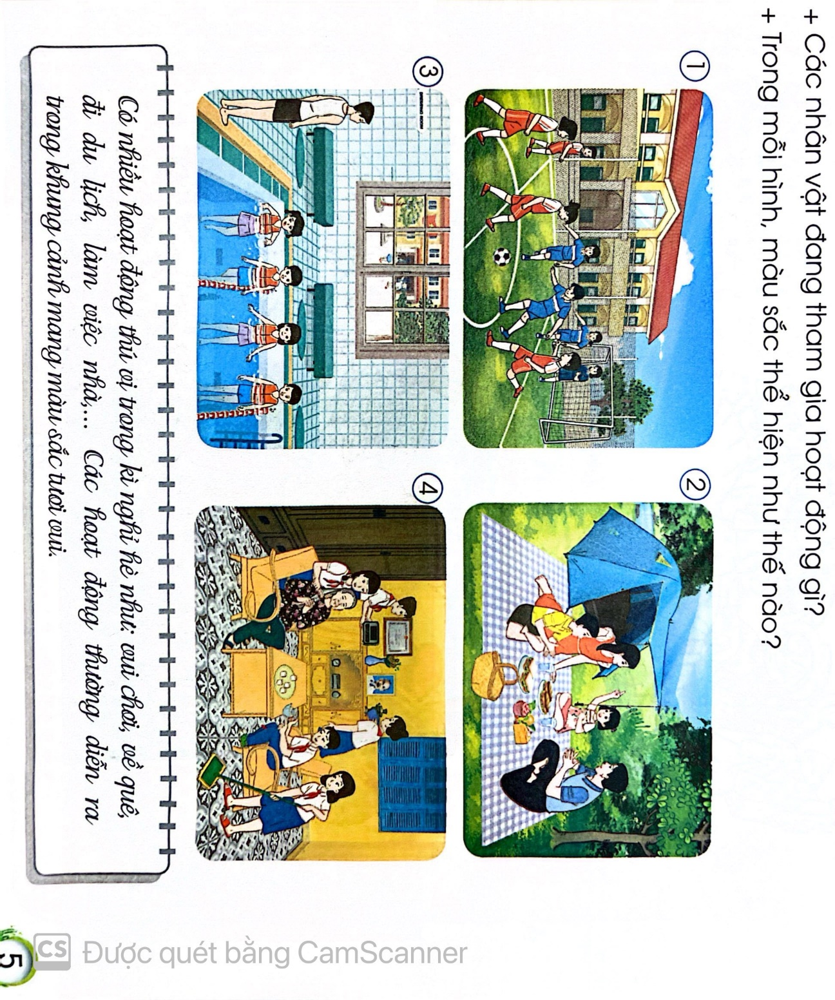 + Các nhân vật đang tham gia hoạt động gì?
+ Trong mỗi hình, màu sắc thể hiện như thế nào?
1
2
3
4
Có nhiều hoạt động thú vị trong kì nghỉ hè như: vui chơi, về quê,
đi du lịch, làm việc nhà,... Các hoạt động thường diễn ra
trong khung cảnh mang màu sắc tươi vui.
5
CS Được quét bằng CamScanner